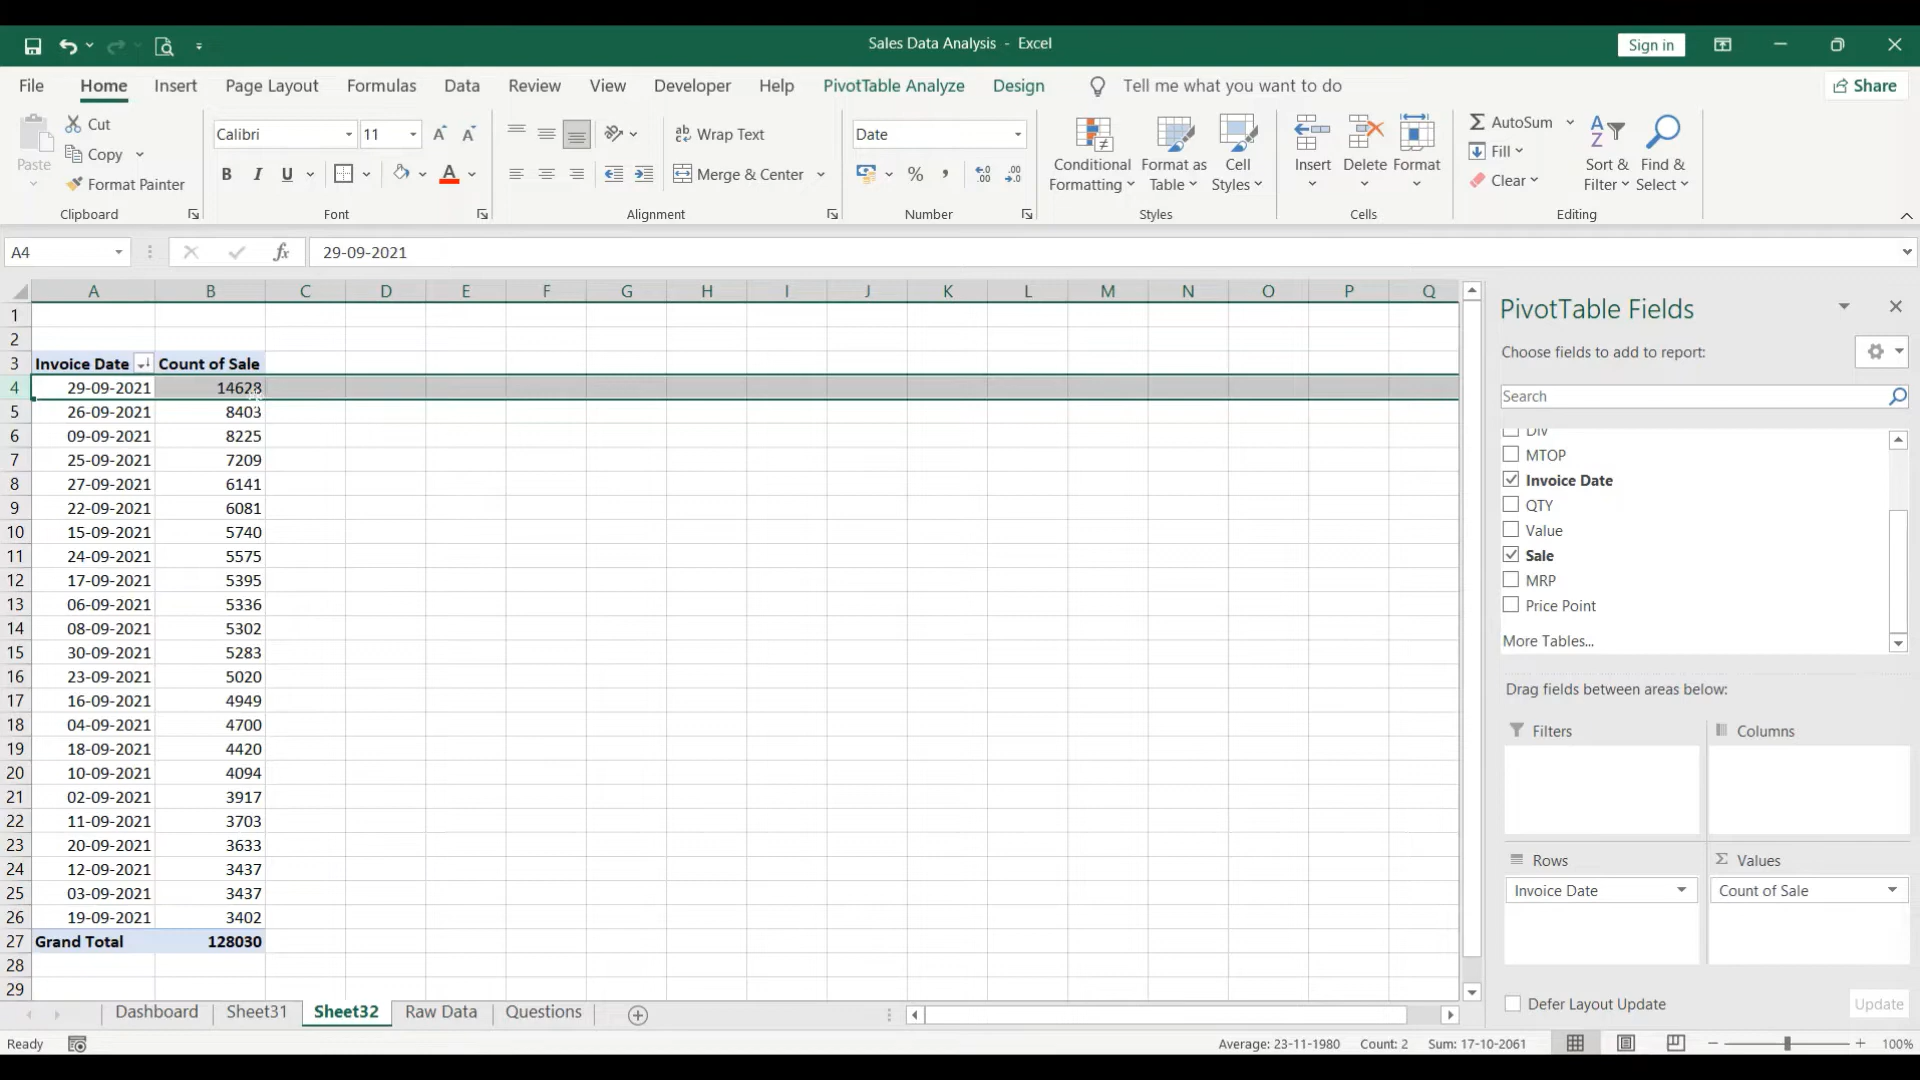 Sales Data Analysis - Excel
Sign in
File Home Insert Page Layout Formulas Data Review View Developer Help PivotTable Analyze Design Tell me what you want to do Share
Paste
Cut
Copy
Format Painter
Clipboard
Calibri 11
B I U
Font
Wrap Text
Merge & Center
Alignment
Date
%
Number
Conditional Formatting
Format as Table
Cell Styles
Styles
Insert
Delete
Format
Cells
AutoSum
Fill
Clear
Sort & Filter
Find & Select
Editing
A4 fx 29-09-2021
A B C D E F G H I J K L M N O P Q
1
2
3 Invoice Date Count of Sale
4 29-09-2021 14628
5 26-09-2021 8403
6 09-09-2021 8225
7 25-09-2021 7209
8 27-09-2021 6141
9 22-09-2021 6081
10 15-09-2021 5740
11 24-09-2021 5575
12 17-09-2021 5395
13 06-09-2021 5336
14 08-09-2021 5302
15 30-09-2021 5283
16 23-09-2021 5020
17 16-09-2021 4949
18 04-09-2021 4700
19 18-09-2021 4420
20 10-09-2021 4094
21 02-09-2021 3917
22 11-09-2021 3703
23 20-09-2021 3633
24 12-09-2021 3437
25 03-09-2021 3437
26 19-09-2021 3402
27 Grand Total 128030
28
29
PivotTable Fields
Choose fields to add to report:
Search
DIV
MTOP
Invoice Date
QTY
Value
Sale
MRP
Price Point
More Tables...
Drag fields between areas below:
Filters
Columns
Rows
Values
Invoice Date
Count of Sale
Defer Layout Update
Update
Dashboard Sheet31 Sheet32 Raw Data Questions
Ready
Average: 23-11-1980 Count: 2 Sum: 17-10-2061
100%